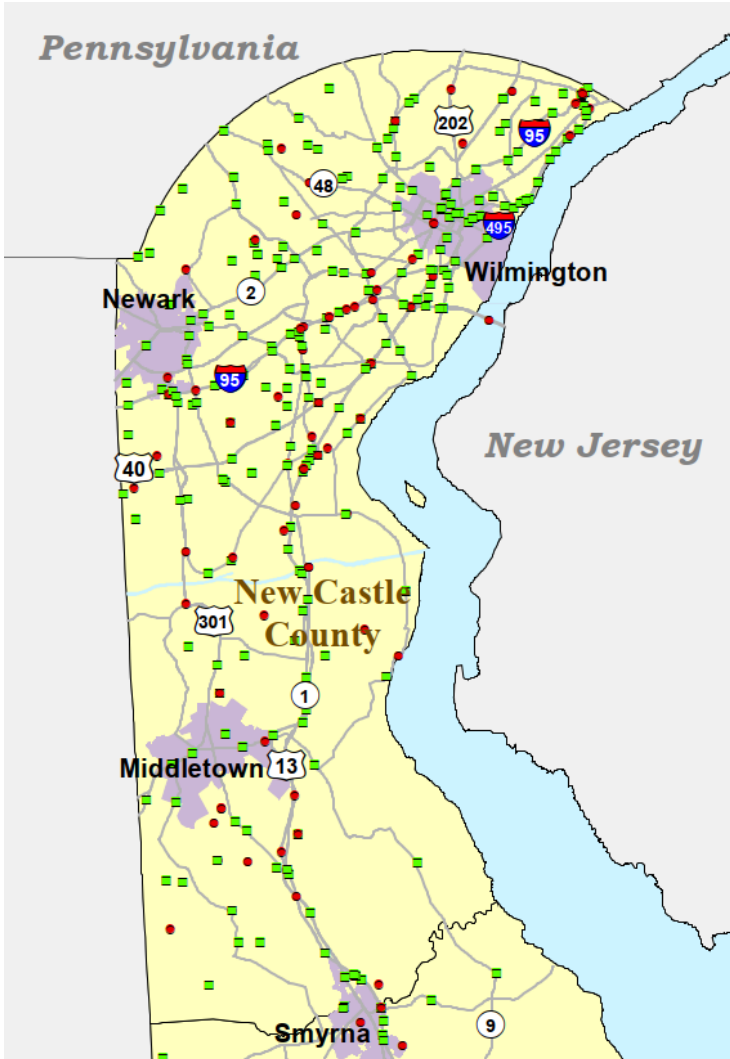 Pennsylvania
202
95
48
495
Wilmington
Newark
2
95
New Jersey
40
New Castle
County
301
1
Middletown
13
Smyrna
9